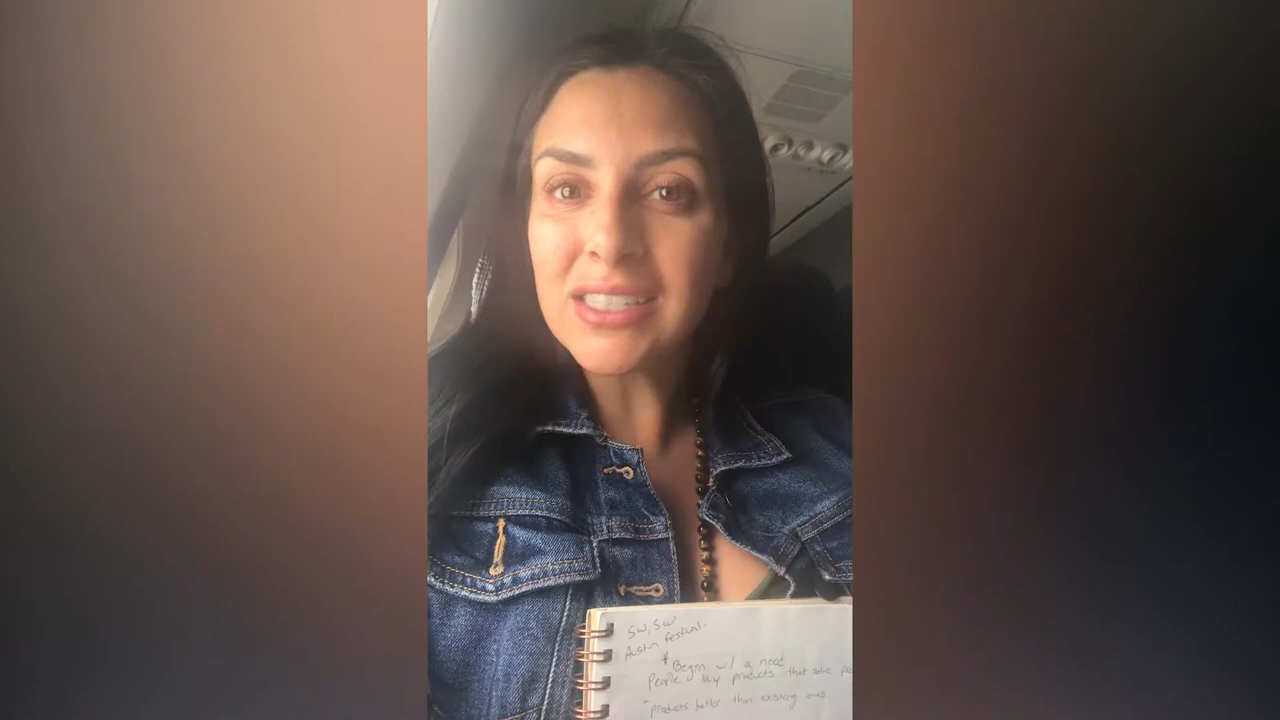 SW, SW
Austin festival.
* Begin w/ a need
People buy products that solve
- products better than existing ones